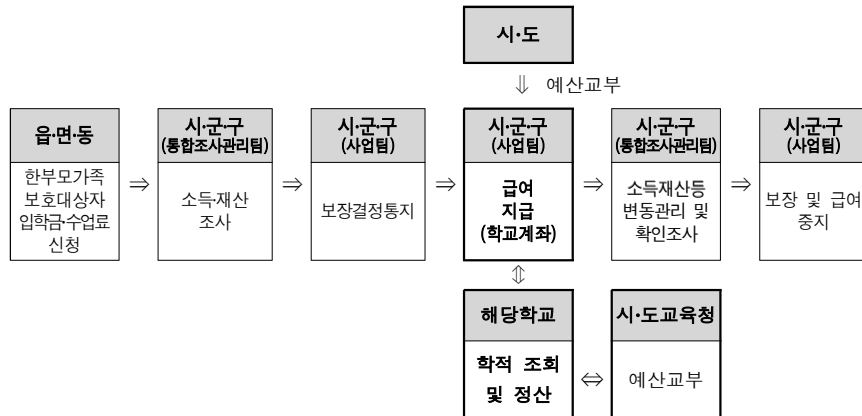 시·도
⇓ 예산교부
읍·면·동
한부모가족
보호대상자
입학금·수업료
신청
⇒
시·군·구
(통합조사관리팀)
소득·재산
조사
⇒
시·군·구
(사업팀)
보장결정통지
⇒
시·군·구
(사업팀)
급여
지급
(학교계좌)
⇒
시·군·구
(통합조사관리팀)
소득재산등
변동관리 및
확인조사
⇒
시·군·구
(사업팀)
보장 및 급여
중지
⇕
해당학교
학적 조회
및 정산
⇔
시·도교육청
예산교부